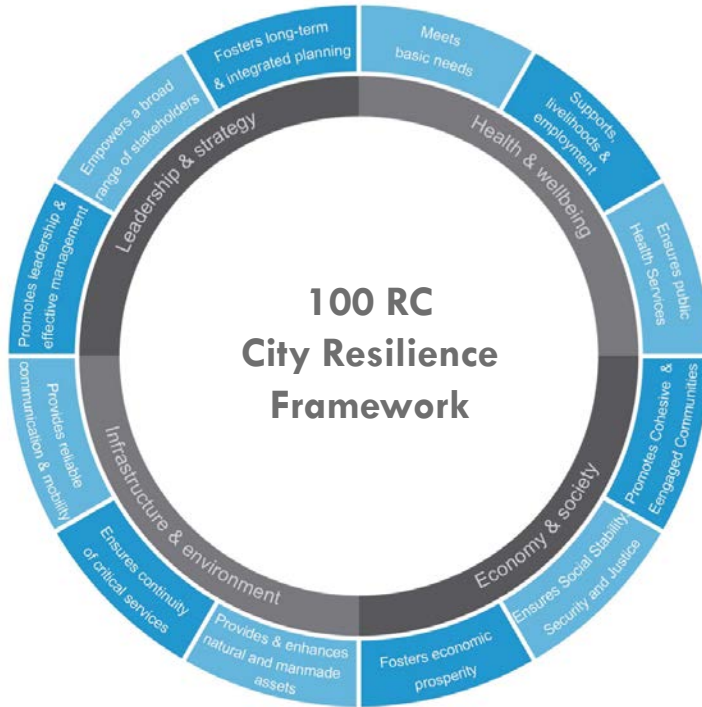 100 RC
City Resilience
Framework
Health & wellbeing
Meets
basic needs
Supports,
livelihoods &
employment
Ensures public
Health Services
Economy & society
Promotes Cohesive &
Eengaged Communities
Ensures Social Stability,
Security and Justice
Fosters economic
prosperity
Infrastructure & environment
Provides & enhances
natural and manmade
assets
Ensures continuity
of critical services
Provides reliable
communication & mobility
Leadership & strategy
Promotes leadership &
effective management
Empowers a broad
range of stakeholders
Fosters long-term
& integrated planning